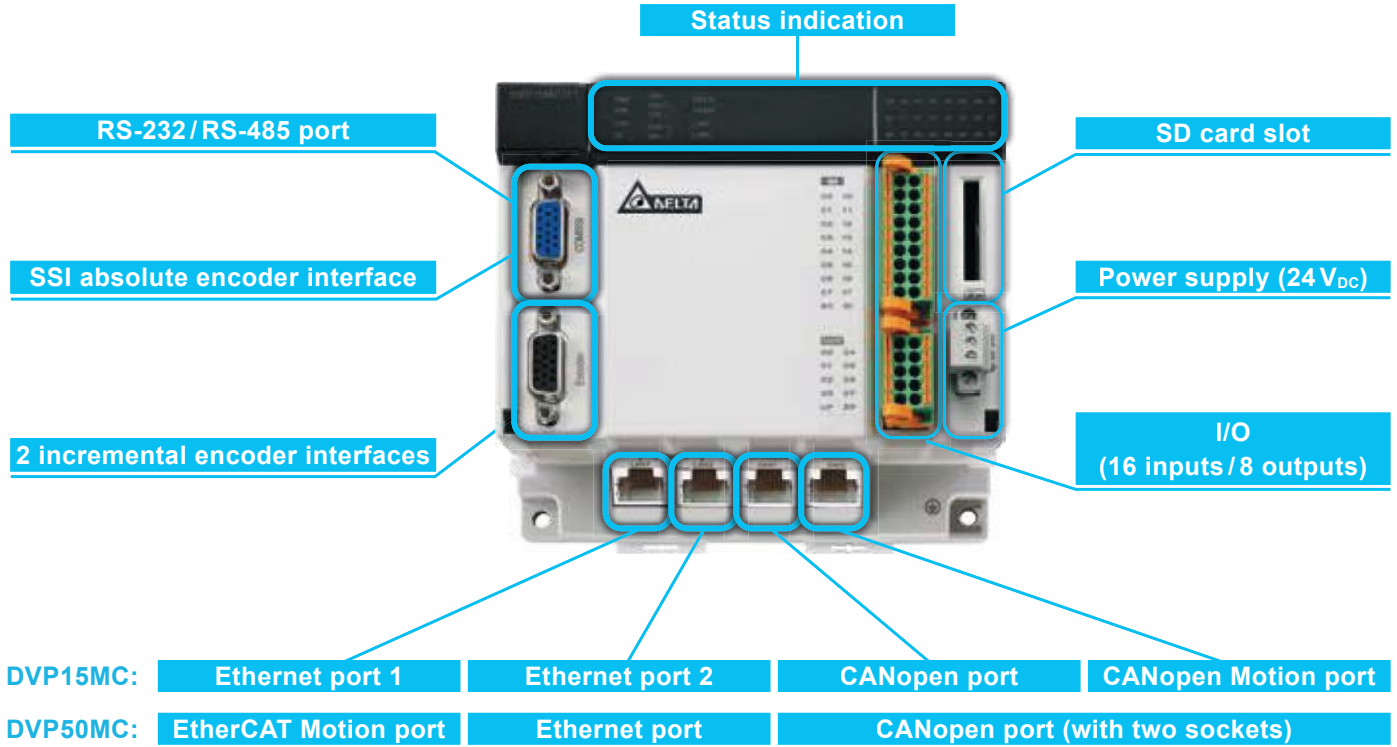 Status indication
RS-232/RS-485 port
SD card slot
DELTA
SSI absolute encoder interface
Power supply (24 VDC)
2 incremental encoder interfaces
I/O
(16 inputs/8 outputs)
DVP15MC: Ethernet port 1 Ethernet port 2 CANopen port CANopen Motion port
DVP50MC: EtherCAT Motion port Ethernet port CANopen port (with two sockets)